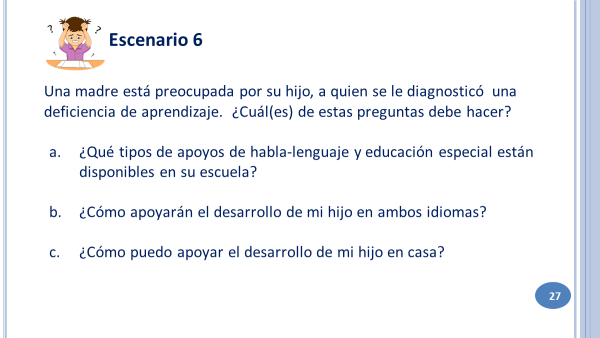 Escenario 6
Una madre está preocupada por su hijo, a quien se le diagnosticó una
deficiencia de aprendizaje. ¿Cuál(es) de estas preguntas debe hacer?
a. ¿Qué tipos de apoyos de habla-lenguaje y educación especial están
disponibles en su escuela?
b. ¿Cómo apoyarán el desarrollo de mi hijo en ambos idiomas?
c. ¿Cómo puedo apoyar el desarrollo de mi hijo en casa?
27